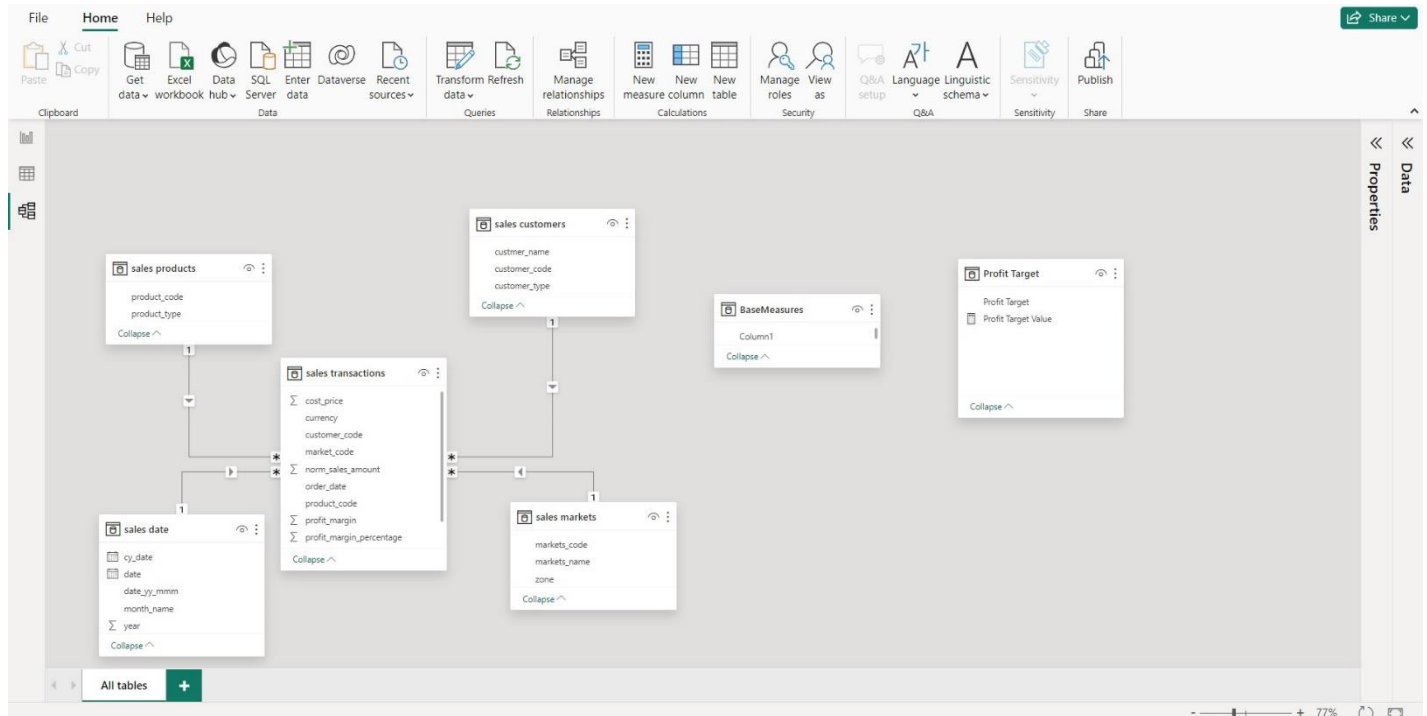 File Home Help
Share
Paste
Cut
Copy
Get data
Excel workbook
Data hub
SQL Server
Enter data
Dataverse
Recent sources
Transform data
Refresh
Manage relationships
New measure
New column
New table
Manage roles
View as
Q&A setup
Language
Linguistic schema
Sensitivity
Publish
Clipboard
Data
Queries
Relationships
Calculations
Security
Q&A
Sensitivity
Share
Properties
Data
sales customers
custmer_name
customer_code
customer_type
Collapse
1
sales products
product_code
product_type
Collapse
1
Profit Target
Profit Target
Profit Target Value
Collapse
BaseMeasures
Column1
Collapse
sales transactions
Σ cost_price
currency
customer_code
market_code
Σ norm_sales_amount
order_date
product_code
Σ profit_margin
Σ profit_margin_percentage
Collapse
*
*
*
*
1
sales date
cy_date
date
date_yy_mmm
month_name
Σ year
Collapse
1
sales markets
markets_code
markets_name
zone
Collapse
All tables
+
- + 77%